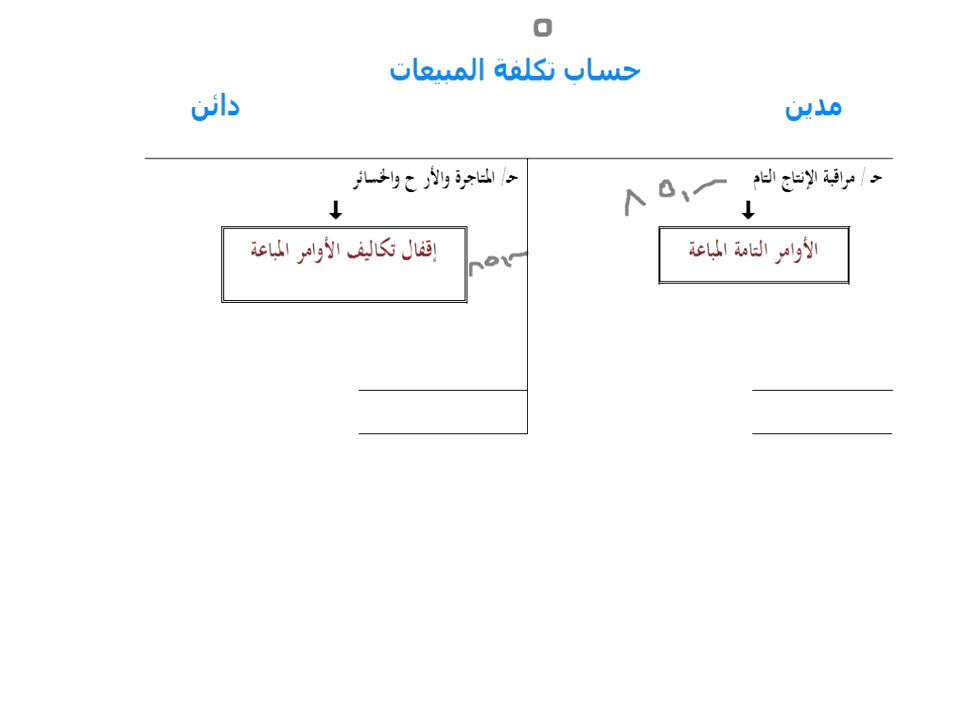 ٥
حساب تكلفة المبيعات
مدين
دائن
حـ / مراقبة الإنتاج التام
الأوامر التامة المباعة
حـ/ المتاجرة والأر ح والخسائر
إقفال تكاليف الأوامر المباعة